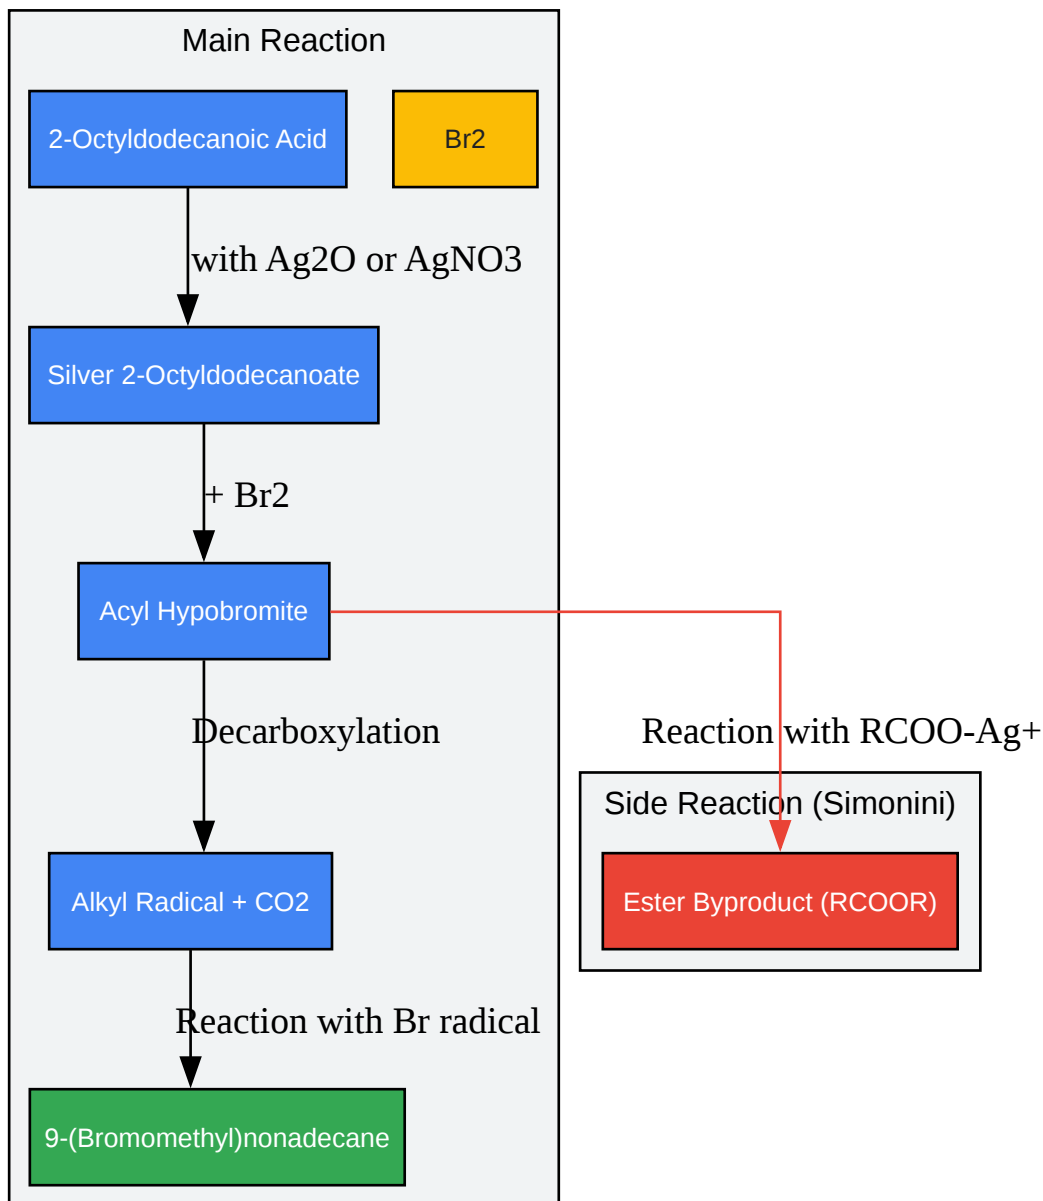 Main Reaction
2-Octyldodecanoic Acid
Br2
with Ag2O or AgNO3
Silver 2-Octyldodecanoate
+ Br2
Acyl Hypobromite
Decarboxylation
Reaction with RCOO-Ag+
Side Reaction (Simonini)
Alkyl Radical + CO2
Ester Byproduct (RCOOR)
Reaction with Br radical
9-(Bromomethyl)nonadecane